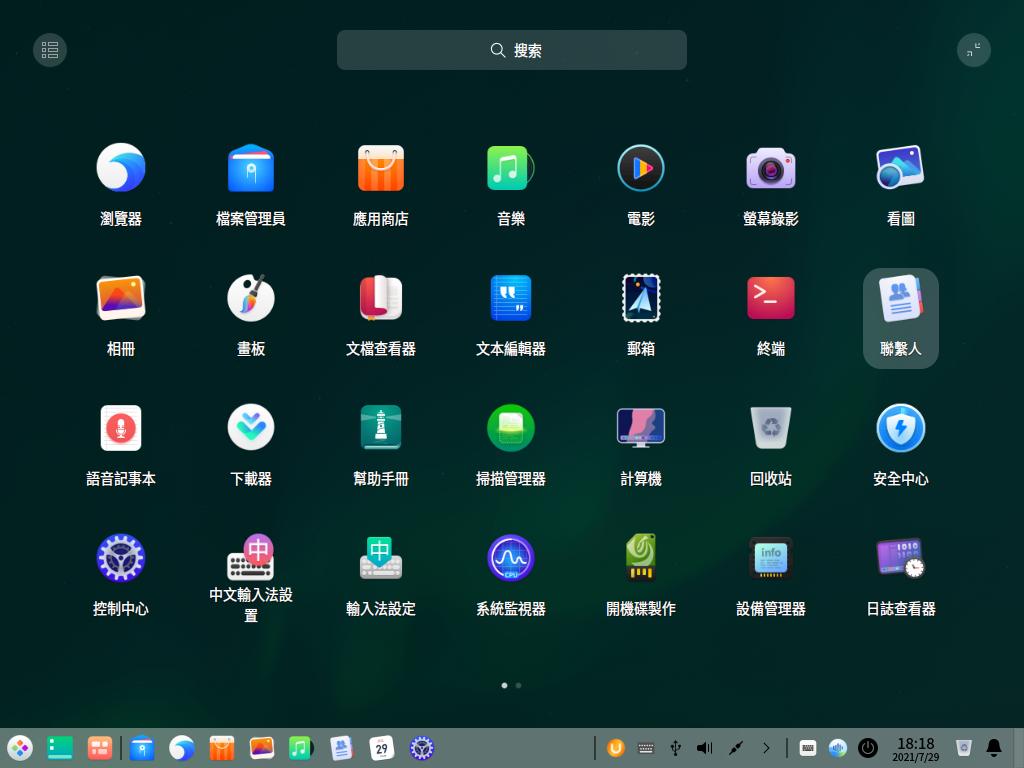 搜索
瀏覽器
檔案管理員
應用商店
音樂
電影
螢幕錄影
看圖
相冊
畫板
文檔查看器
文本編輯器
郵箱
終端
聯繫人
語音記事本
下載器
幫助手冊
掃描管理器
計算機
回收站
安全中心
中
中
CPU
info
1010
控制中心
中文輸入法設
置
輸入法設定
系統監視器
開機碟製作
設備管理器
日誌查看器
29
18:18
2021/7/29